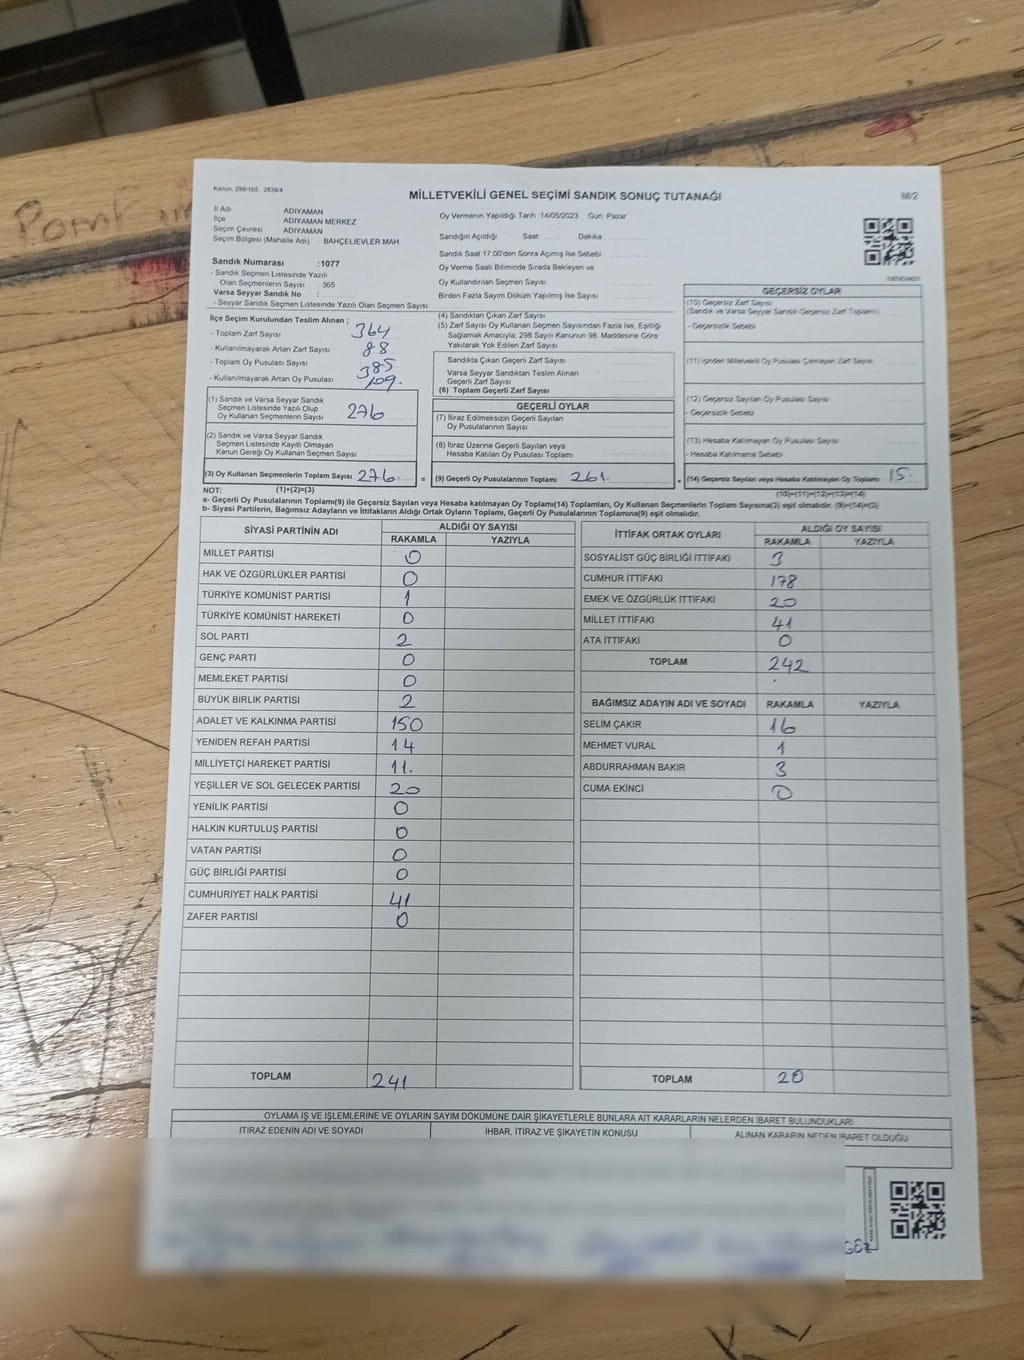 Kanun: 298/105 2839/4
MİLLETVEKİLİ GENEL SEÇİMİ SANDIK SONUÇ TUTANAĞI
İl Adı ADIYAMAN
İlçe ADIYAMAN MERKEZ
Seçim Çevresi ADIYAMAN
Seçim Bölgesi (Mahalle Adı) BAHÇELİEVLER MAH
Sandık Numarası :1077
- Sandık Seçmen Listesinde Yazılı
Olan Seçmenlerin Sayısı : 365
Varsa Seyyar Sandık No :
- Seyyar Sandık Seçmen Listesinde Yazılı Olan Seçmen Sayısı
Oy Vermenin Yapıldığı Tarih :14/05/2023 Gün: Pazar
Sandığın Açıldığı Saat Dakika
Sandık Saat 17:00'den Sonra Açılmış İse Sebebi
Oy Verme Saati Bitiminde Sırada Bekleyen ve
Oy Kullandırılan Seçmen Sayısı
Birden Fazla Sayım Döküm Yapılmış İse Sayısı
İlçe Seçim Kurulundan Teslim Alınan ;
- Toplam Zarf Sayısı 364
- Kullanılmayarak Artan Zarf Sayısı 88
- Toplam Oy Pusulası Sayısı 385
- Kullanılmayarak Artan Oy Pusulası 109.
(1) Sandık ve Varsa Seyyar Sandık
Seçmen Listesinde Yazılı Olup
Oy Kullanan Seçmenlerin Sayısı 276
(2) Sandık ve Varsa Seyyar Sandık
Seçmen Listesinde Kayıtlı Olmayan
Kanun Gereği Oy Kullanan Seçmen Sayısı
(3) Oy Kullanan Seçmenlerin Toplam Sayısı 276.
(1)+(2)=(3)
(4) Sandıktan Çıkan Zarf Sayısı
(5) Zarf Sayısı Oy Kullanan Seçmen Sayısından Fazla İse, Eşitliği
Sağlamak Amacıyla, 298 Sayılı Kanunun 98. Maddesine Göre
Yakılarak Yok Edilen Zarf Sayısı
Sandıkta Çıkan Geçerli Zarf Sayısı
Varsa Seyyar Sandıktan Teslim Alınan
Geçerli Zarf Sayısı
(6) Toplam Geçerli Zarf Sayısı
GEÇERLİ OYLAR
(7) İtiraz Edilmeksizin Geçerli Sayılan
Oy Pusulalarının Sayısı
(8) İtiraz Üzerine Geçerli Sayılan veya
Hesaba Katılan Oy Pusulası Toplamı
= (9) Geçerli Oy Pusulalarının Toplamı 261.
GEÇERSİZ OYLAR
(10) Geçersiz Zarf Sayısı
(Sandık ve Varsa Seyyar Sandık Geçersiz Zarf Toplamı)
- Geçersizlik Sebebi
(11) İçinden Milletvekili Oy Pusulası Çıkmayan Zarf Sayısı
(12) Geçersiz Sayılan Oy Pusulası Sayısı
- Geçersizlik Sebebi
(13) Hesaba Katılmayan Oy Pusulası Sayısı
- Hesaba Katılmama Sebebi
+ (14) Geçersiz Sayılan veya Hesaba Katılmayan Oy Toplamı 15.
(10)+(11)+(12)+(13)=(14)
NOT:
a- Geçerli Oy Pusulalarının Toplamı(9) ile Geçersiz Sayılan veya Hesaba katılmayan Oy Toplamı(14) Toplamları, Oy Kullanan Seçmenlerin Toplam Sayısına(3) eşit olmalıdır. (9)+(14)=(3)
b- Siyasi Partilerin, Bağımsız Adayların ve İttifakların Aldığı Ortak Oyların Toplamı, Geçerli Oy Pusulalarının Toplamına(9) eşit olmalıdır.
SİYASİ PARTİNİN ADI ALDIĞI OY SAYISI
RAKAMLA YAZIYLA
MİLLET PARTİSİ 0
HAK VE ÖZGÜRLÜKLER PARTİSİ 0
TÜRKİYE KOMÜNİST PARTİSİ 1
TÜRKİYE KOMÜNİST HAREKETİ 0
SOL PARTİ 2
GENÇ PARTİ 0
MEMLEKET PARTİSİ 0
BÜYÜK BİRLİK PARTİSİ 2
ADALET VE KALKINMA PARTİSİ 150
YENİDEN REFAH PARTİSİ 14
MİLLİYETÇİ HAREKET PARTİSİ 11.
YEŞİLLER VE SOL GELECEK PARTİSİ 20
YENİLİK PARTİSİ 0
HALKIN KURTULUŞ PARTİSİ 0
VATAN PARTİSİ 0
GÜÇ BİRLİĞİ PARTİSİ 0
CUMHURİYET HALK PARTİSİ 41
ZAFER PARTİSİ 0
TOPLAM 241
İTTİFAK ORTAK OYLARI ALDIĞI OY SAYISI
RAKAMLA YAZIYLA
SOSYALİST GÜÇ BİRLİĞİ İTTİFAKI 3
CUMHUR İTTİFAKI 178
EMEK VE ÖZGÜRLÜK İTTİFAKI 20
MİLLET İTTİFAKI 41
ATA İTTİFAKI 0
TOPLAM 242
BAĞIMSIZ ADAYIN ADI VE SOYADI RAKAMLA YAZIYLA
SELİM ÇAKIR 16
MEHMET VURAL 1
ABDURRAHMAN BAKIR 3
CUMA EKİNCİ 0
TOPLAM 20
OYLAMA İŞ VE İŞLEMLERİNE VE OYLARIN SAYIM DÖKÜMÜNE DAİR ŞİKAYETLERLE BUNLARA AİT KARARLARIN NELERDEN İBARET BULUNDUKLARI
İTİRAZ EDENİN ADI VE SOYADI İHBAR, İTİRAZ VE ŞİKAYETİN KONUSU ALINAN KARARIN NEDEN İBARET OLDUĞU